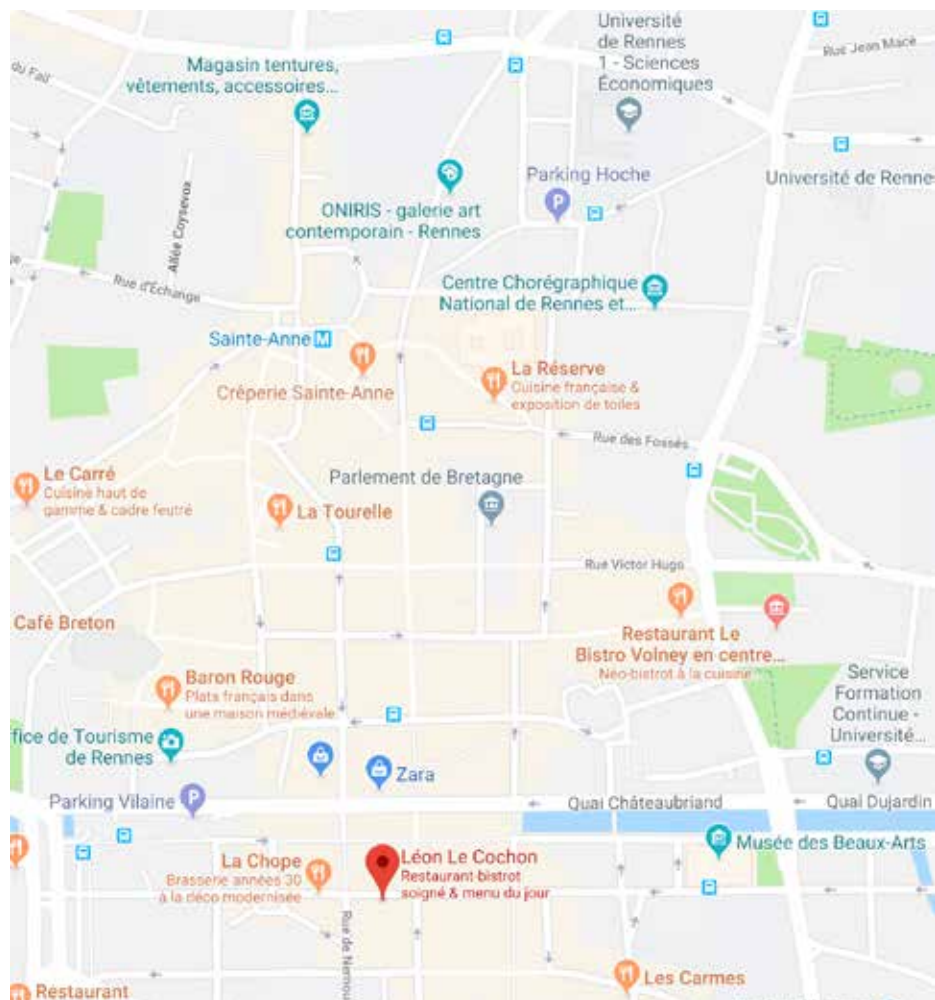 Université
de Rennes
1 - Sciences
Économiques
Rue Jean Macé
du Fail
Magasin tentures,
vêtements, accessoires...
Parking Hoche
P
Université de Rennes
Allée Coysevox
ONIRIS - galerie art
contemporain - Rennes
Rue d'Échange
Centre Chorégraphique
National de Rennes et...
Sainte-Anne M
Crêperie Sainte-Anne
La Réserve
Cuisine française &
exposition de toiles
Rue des Fossés
Le Carré
Cuisine haut de
gamme & cadre feutré
Parlement de Bretagne
La Tourelle
Rue Victor Hugo
Café Breton
Restaurant Le
Bistro Volney en centre...
Néo-bistrot à la cuisine
Baron Rouge
Plats français dans
une maison médiévale
Service
Formation
Continue -
Université...
fice de Tourisme
de Rennes
Zara
Parking Vilaine P
Quai Châteaubriand
Quai Dujardin
Musée des Beaux-Arts
La Chope
Brasserie années 30
à la déco modernisée
Léon Le Cochon
Restaurant-bistrot
soigné & menu du jour
Rue de Nemou
Les Carmes
Restaurant